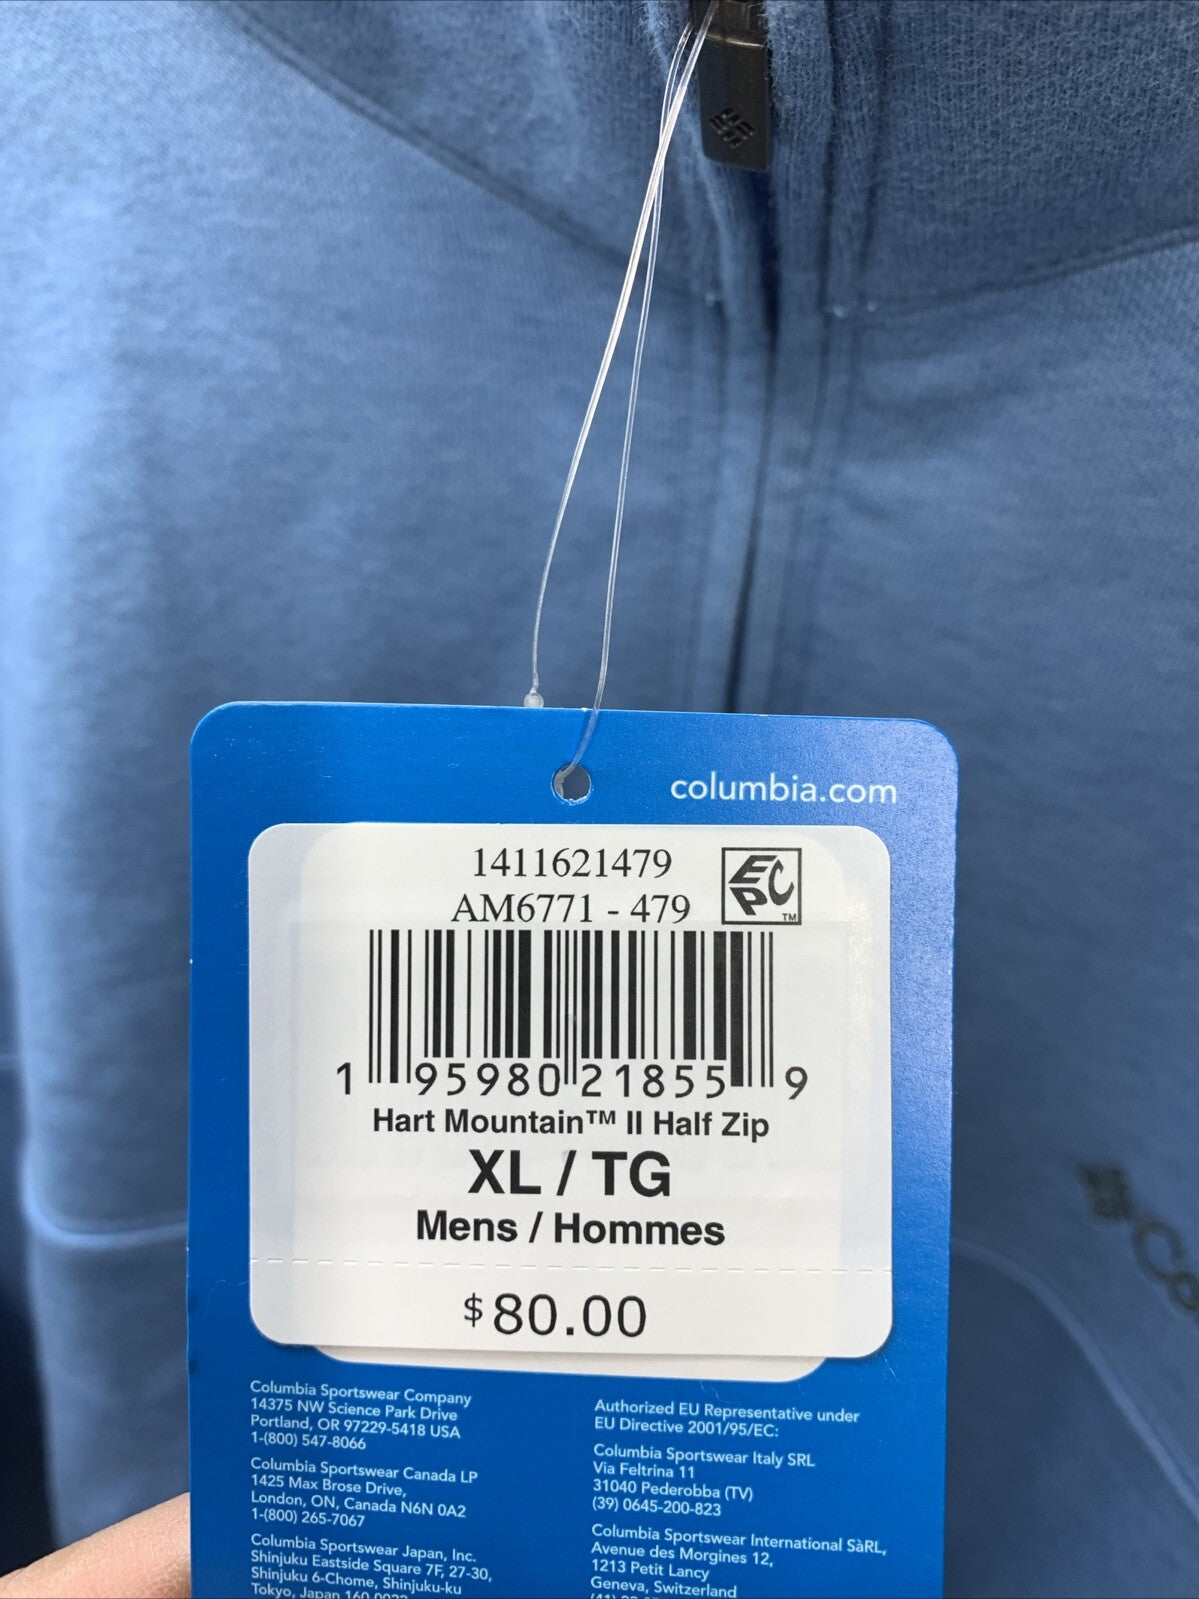 columbia.com
1411621479
AM6771 - 479
EPC
TM
1 95980 21855 9
Hart Mountain™ II Half Zip
XL / TG
Mens / Hommes
$80.00
Columbia Sportswear Company
14375 NW Science Park Drive
Portland, OR 97229-5418 USA
1-(800) 547-8066
Columbia Sportswear Canada LP
1425 Max Brose Drive,
London, ON, Canada N6N 0A2
1-(800) 265-7067
Columbia Sportswear Japan, Inc.
Shinjuku Eastside Square 7F, 27-30,
Shinjuku 6-Chome, Shinjuku-ku
Tokyo, Japan
Authorized EU Representative under
EU Directive 2001/95/EC:
Columbia Sportswear Italy SRL
Via Feltrina 11
31040 Pederobba (TV)
(39) 0645-200-823
Columbia Sportswear International SàRL,
Avenue des Morgines 12,
1213 Petit Lancy
Geneva, Switzerland
Co